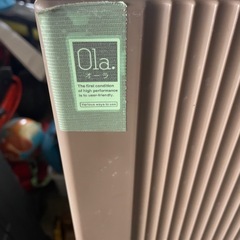 Ola.
オーラ
The first condition
of high performance
is to user-friendly.